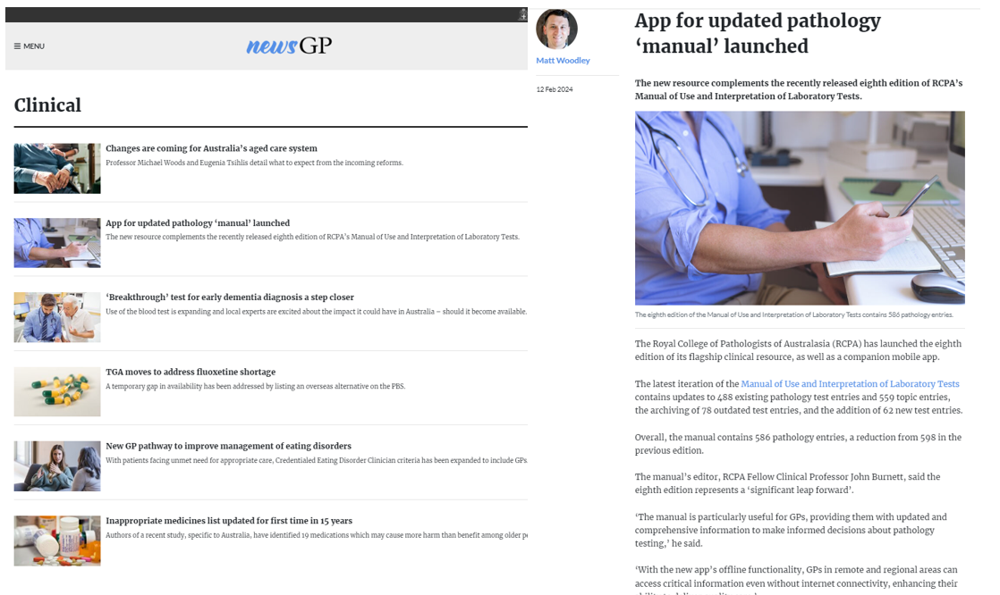 ☰ MENU
newsGP
Clinical
Changes are coming for Australia’s aged care system
Professor Michael Woods and Eugenia Tsihlis detail what to expect from the incoming reforms.
App for updated pathology ‘manual’ launched
The new resource complements the recently released eighth edition of RCPA’s Manual of Use and Interpretation of Laboratory Tests.
‘Breakthrough’ test for early dementia diagnosis a step closer
Use of the blood test is expanding and local experts are excited about the impact it could have in Australia – should it become available.
TGA moves to address fluoxetine shortage
A temporary gap in availability has been addressed by listing an overseas alternative on the PBS.
New GP pathway to improve management of eating disorders
With patients facing unmet need for appropriate care, Credentialed Eating Disorder Clinician criteria has been expanded to include GPs
Inappropriate medicines list updated for first time in 15 years
Authors of a recent study, specific to Australia, have identified 19 medications which may cause more harm than benefit among older pe
Matt Woodley
12 Feb 2024
App for updated pathology
‘manual’ launched
The new resource complements the recently released eighth edition of RCPA’s
Manual of Use and Interpretation of Laboratory Tests.
The eighth edition of the Manual of Use and Interpretation of Laboratory Tests contains 586 pathology entries.
The Royal College of Pathologists of Australasia (RCPA) has launched the eighth
edition of its flagship clinical resource, as well as a companion mobile app.
The latest iteration of the Manual of Use and Interpretation of Laboratory Tests
contains updates to 488 existing pathology test entries and 559 topic entries,
the archiving of 78 outdated test entries, and the addition of 62 new test entries.
Overall, the manual contains 586 pathology entries, a reduction from 598 in the
previous edition.
The manual’s editor, RCPA Fellow Clinical Professor John Burnett, said the
eighth edition represents a ‘significant leap forward’.
‘The manual is particularly useful for GPs, providing them with updated and
comprehensive information to make informed decisions about pathology
testing,’ he said.
‘With the new app’s offline functionality, GPs in remote and regional areas can
access critical information even without internet connectivity, enhancing their